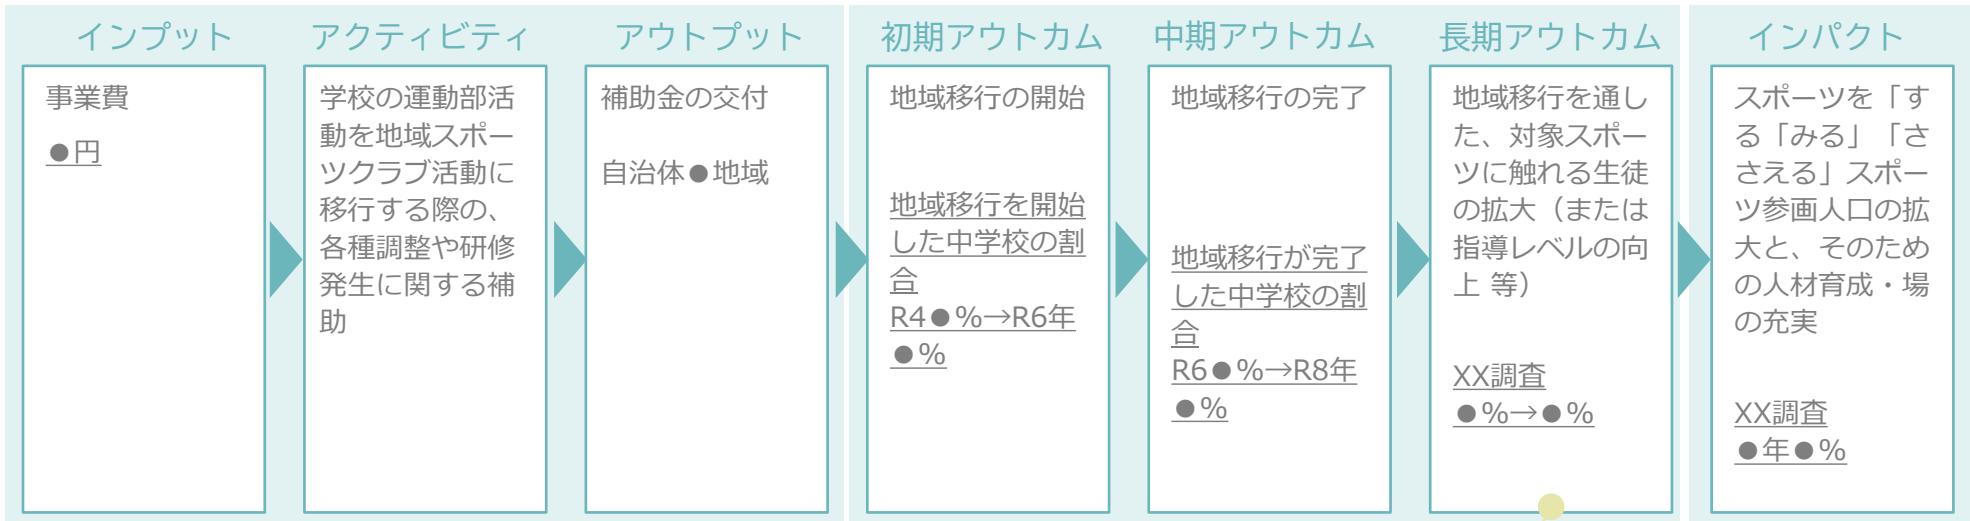 インプット
事業費
●円
アクティビティ
学校の運動部活
動を地域スポー
ツクラブ活動に
移行する際の、
各種調整や研修
発生に関する補
助
アウトプット
補助金の交付
自治体●地域
初期アウトカム
地域移行の開始
地域移行を開始
した中学校の割
合
R4●%→R6年
●%
中期アウトカム
地域移行の完了
地域移行が完了
した中学校の割
合
R6●%→R8年
●%
長期アウトカム
地域移行を通し
た、対象スポー
ツに触れる生徒
の拡大（または
指導レベルの向
上 等）
XX調査
●%→●%
インパクト
スポーツを「す
る「みる」「さ
さえる」スポー
ツ参画人口の拡
大と、そのため
の人材育成・場
の充実
XX調査
●年●%